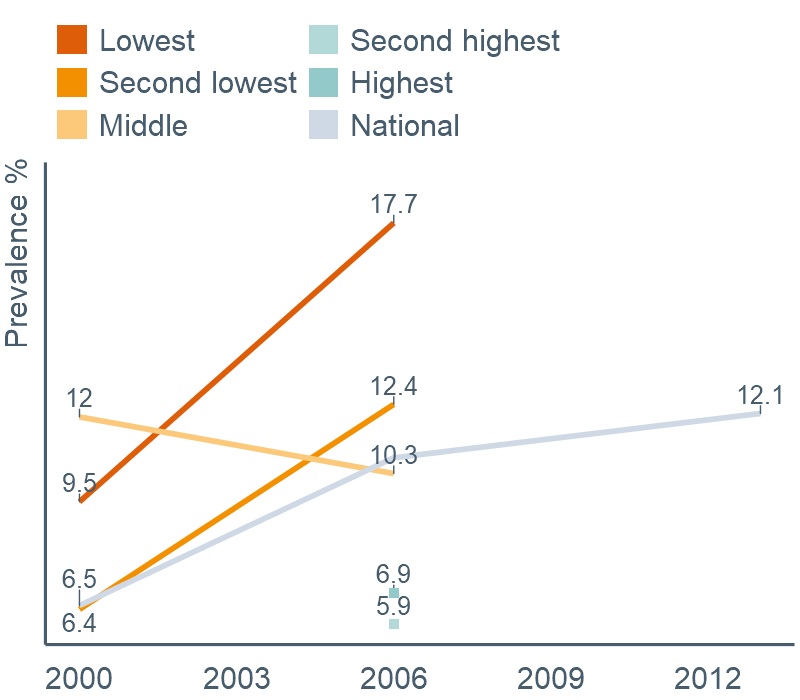 Lowest
Second lowest
Middle
Second highest
Highest
National
Prevalence %
17.7
12
12.4
12.1
9.5
10.3
6.5
6.9
5.9
6.4
2000 2003 2006 2009 2012